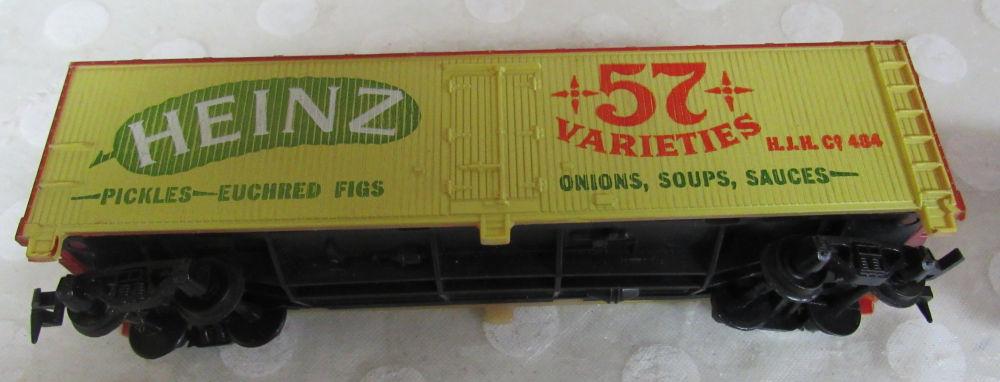 HEINZ
PICKLES—EUCHRED FIGS
57
VARIETIES
H.J.H. Co 484
ONIONS, SOUPS, SAUCES